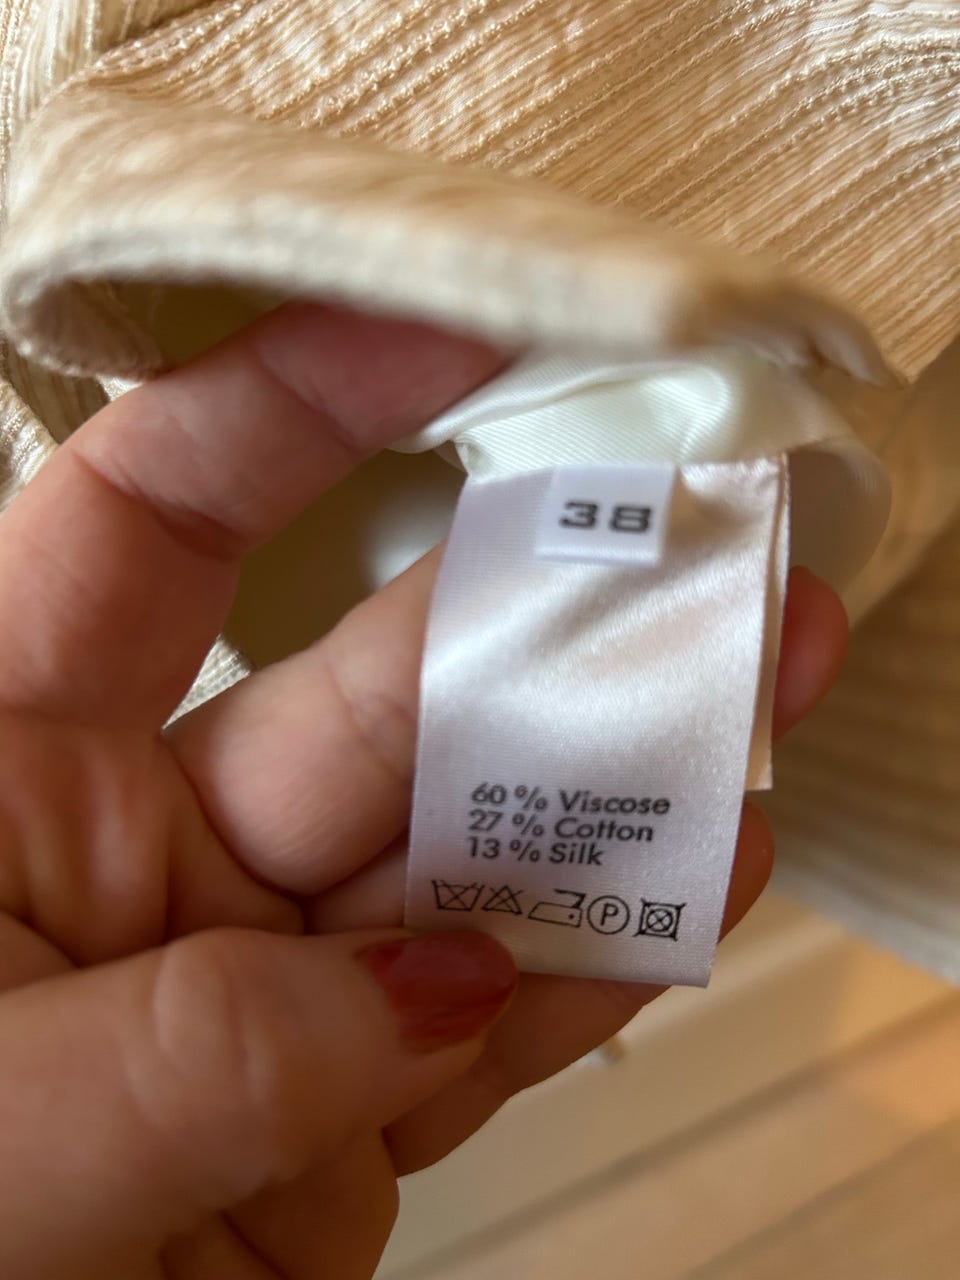 38
60 % Viscose
27 % Cotton
13 % Silk
P